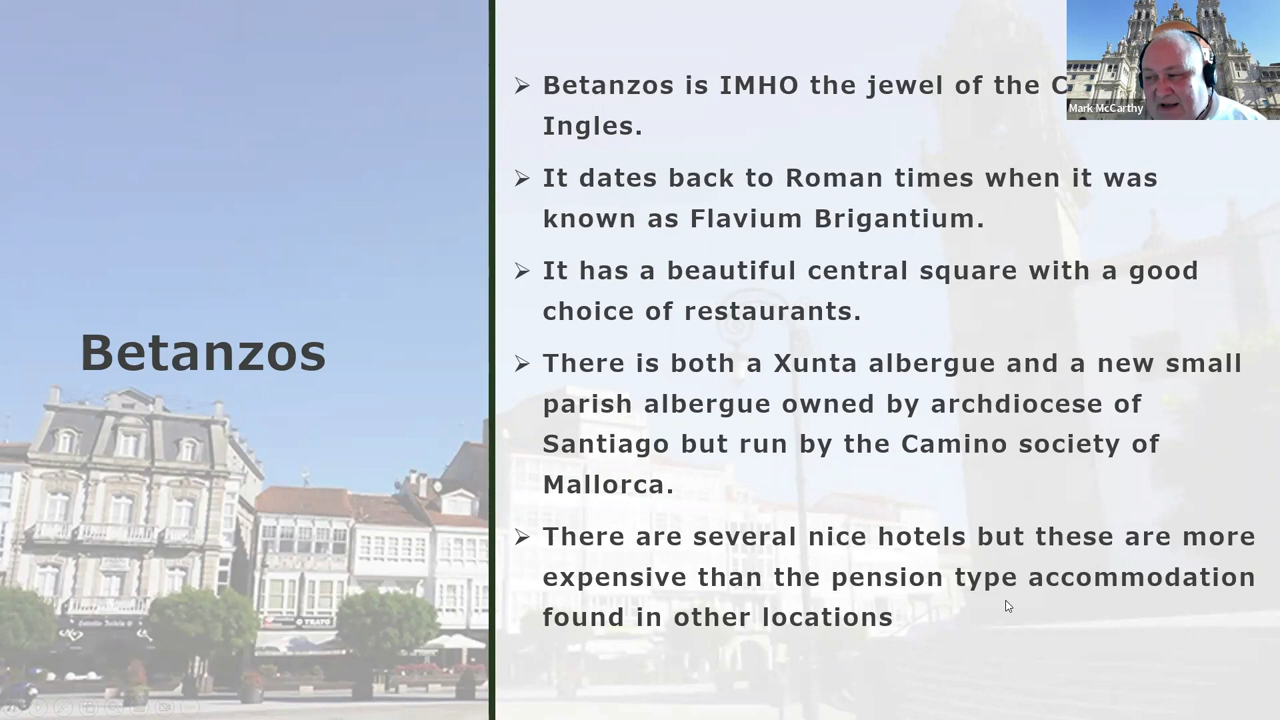 Betanzos is IMHO the jewel of the C
Mark McCarthy
Ingles.
It dates back to Roman times when it was
known as Flavium Brigantium.
It has a beautiful central square with a good
choice of restaurants.
Betanzos
There is both a Xunta albergue and a new small
parish albergue owned by archdiocese of
Santiago but run by the Camino society of
Mallorca.
There are several nice hotels but these are more
expensive than the pension type accommodation
found in other locations